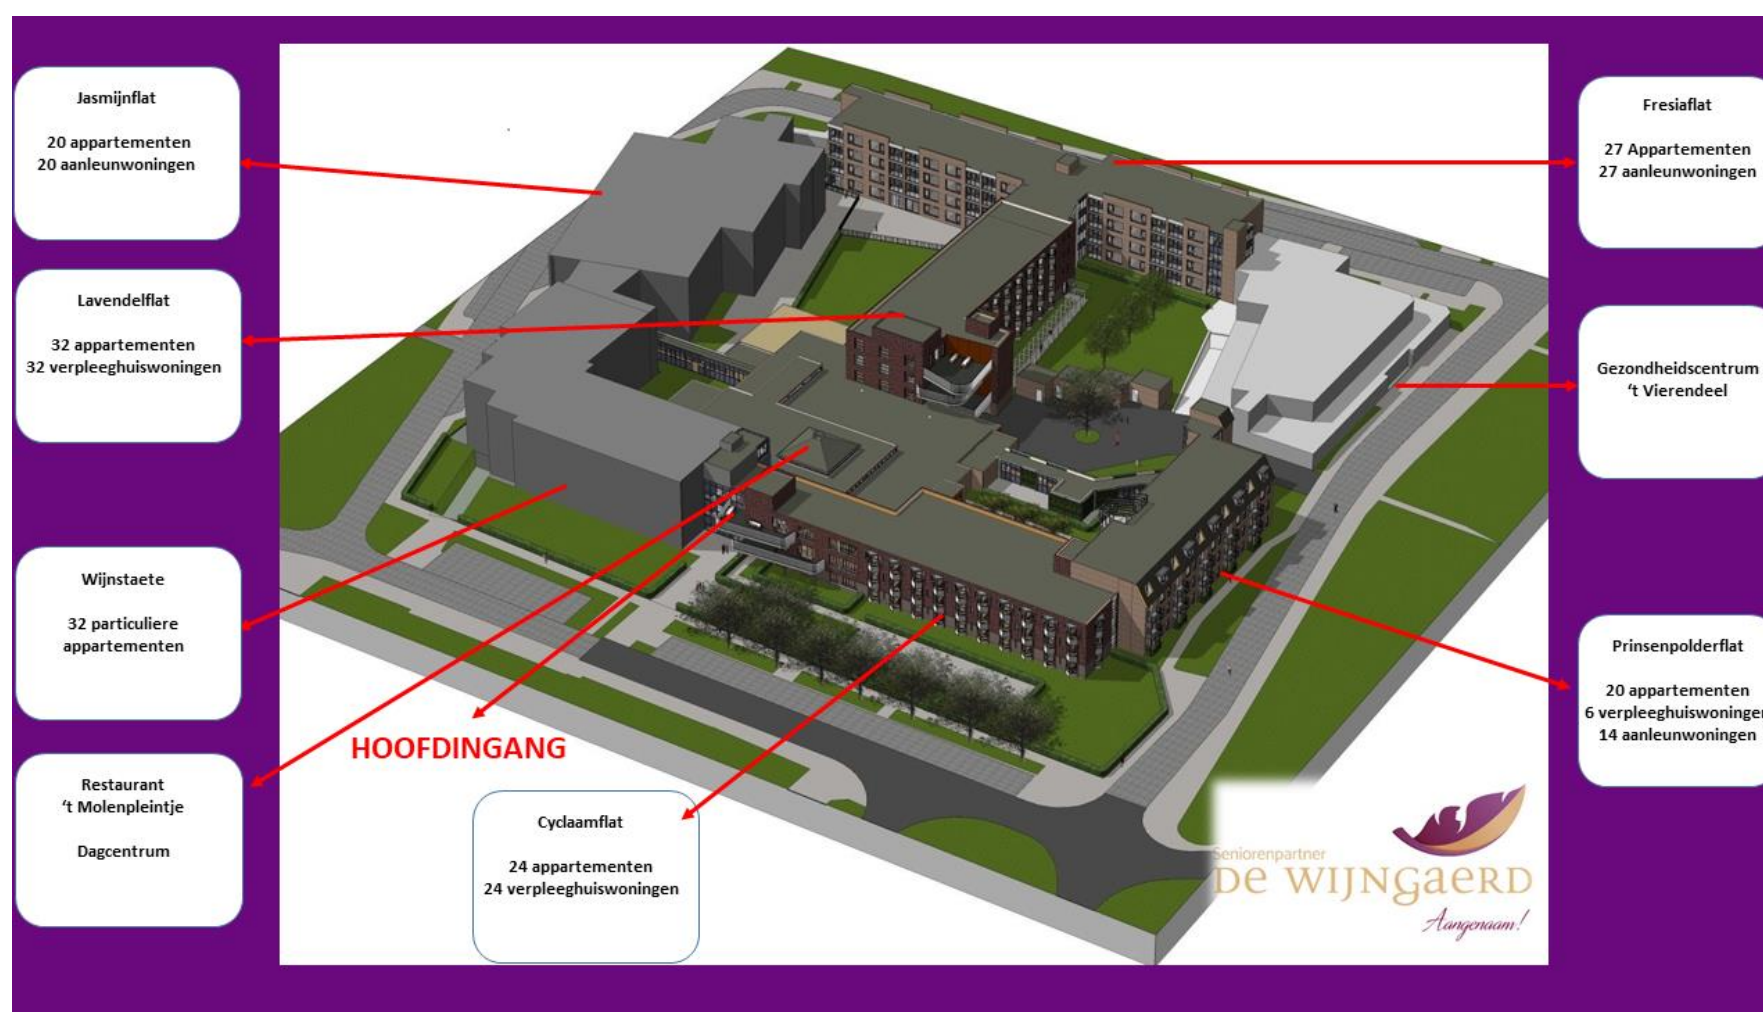 Jasmijnflat
20 appartementen
20 aanleunwoningen
Lavendelflat
32 appartementen
32 verpleeghuiswoningen
Wijnstaete
32 particuliere
appartementen
Restaurant
‘t Molenpleintje
Dagcentrum
HOOFDINGANG
Cyclaamflat
24 appartementen
24 verpleeghuiswoningen
Fresiaflat
27 Appartementen
27 aanleunwoningen
Gezondheidscentrum
‘t Vierendeel
Prinsenpolderflat
20 appartementen
6 verpleeghuiswoningen
14 aanleunwoningen
Seniorenpartner
De WIJNGaeRD
Aangenaam!